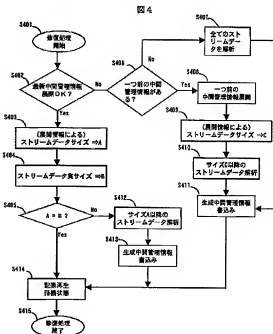 図4
S401
修復処理
開始
S402
最新中間管理情報
展開OK?
No
Yes
S406
一つ前の中間
管理情報がある?
No
Yes
S407
全てのスト
リームデー
タを解析
S408
一つ前の
中間管理情報展開
S403
(展開情報による)
ストリームデータサイズ ⇒A
S409
(展開情報による)
ストリームデータサイズ ⇒C
S404
ストリームデータ実サイズ ⇒B
S410
サイズC以降の
ストリームデータ解析
S405
A = B ?
No
Yes
S411
生成中間管理情報
書込み
S412
サイズA以降の
ストリームデータ解析
S413
生成中間管理情報
書込み
S414
記録再生
待機状態
S415
修復処理
終了